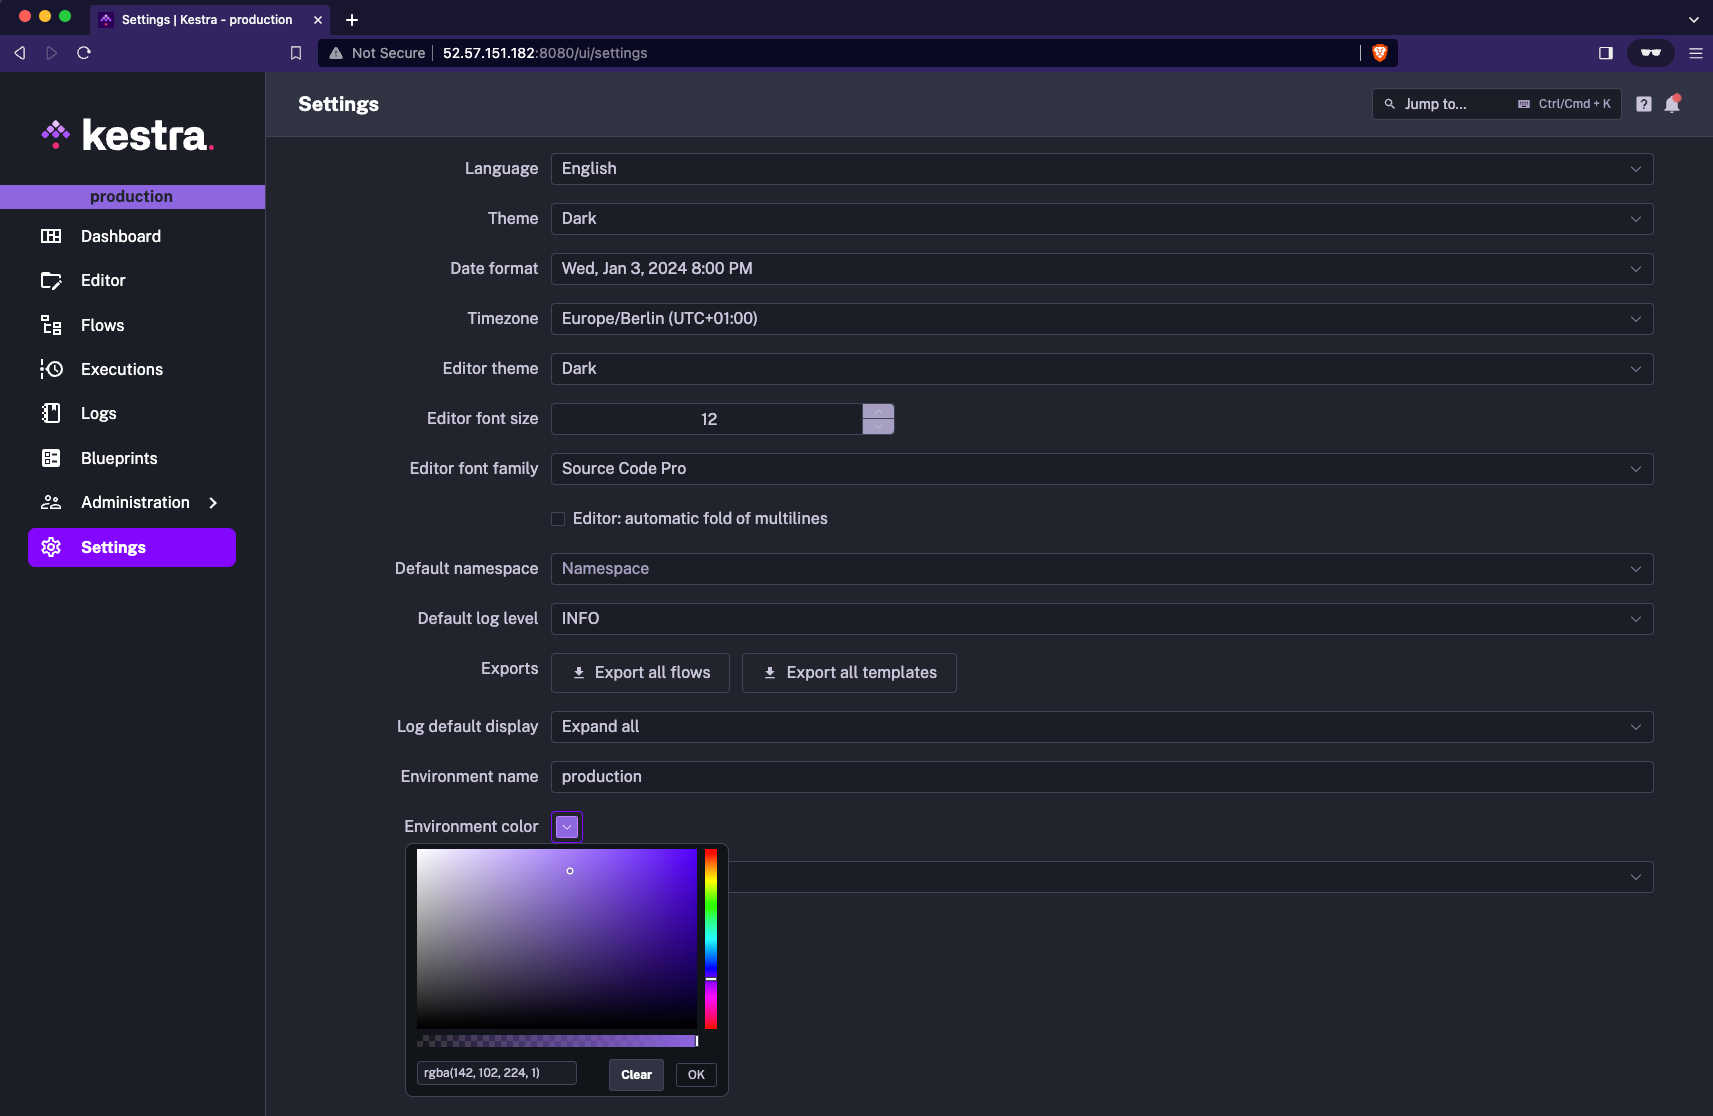 Settings | Kestra - production
Not Secure 52.57.151.182:8080/ui/settings
kestra.
production
Dashboard
Editor
Flows
Executions
Logs
Blueprints
Administration
Settings
Settings
Jump to... Ctrl/Cmd + K
Language English
Theme Dark
Date format Wed, Jan 3, 2024 8:00 PM
Timezone Europe/Berlin (UTC+01:00)
Editor theme Dark
Editor font size 12
Editor font family Source Code Pro
Editor: automatic fold of multilines
Default namespace Namespace
Default log level INFO
Exports Export all flows Export all templates
Log default display Expand all
Environment name production
Environment color
rgba(142, 102, 224, 1) Clear OK